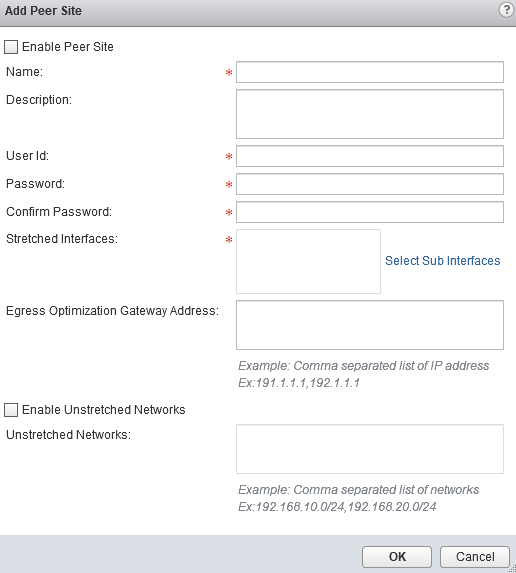 Add Peer Site
?
Enable Peer Site
Name: *
Description:
User Id: *
Password: *
Confirm Password: *
Stretched Interfaces: *
Select Sub Interfaces
Egress Optimization Gateway Address:
Example: Comma separated list of IP address
Ex:191.1.1.1,192.1.1.1
Enable Unstretched Networks
Unstretched Networks:
Example: Comma separated list of networks
Ex:192.168.10.0/24,192.168.20.0/24
OK
Cancel